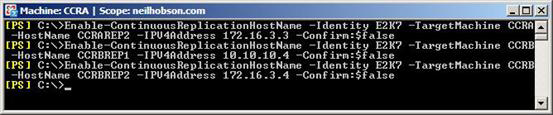 Machine: CCRA | Scope: neilhobson.com
[PS] C:\>Enable-ContinuousReplicationHostName -Identity E2K7 -TargetMachine CCRA
 -HostName CCRAREP2 -IPV4Address 172.16.3.3 -Confirm:$false
[PS] C:\>Enable-ContinuousReplicationHostName -Identity E2K7 -TargetMachine CCRB
 -HostName CCRBREP1 -IPV4Address 10.10.10.4 -Confirm:$false
[PS] C:\>Enable-ContinuousReplicationHostName -Identity E2K7 -TargetMachine CCRB
 -HostName CCRBREP2 -IPV4Address 172.16.3.4 -Confirm:$false
[PS] C:\>_